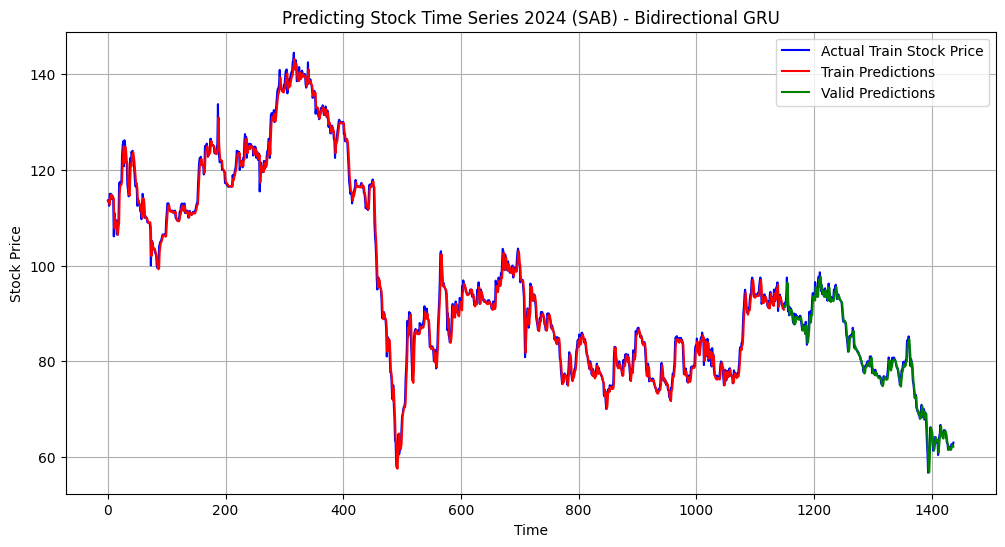 Predicting Stock Time Series 2024 (SAB) - Bidirectional GRU
Actual Train Stock Price
Train Predictions
Valid Predictions
Stock Price
140
120
100
80
60
0 200 400 600 800 1000 1200 1400
Time